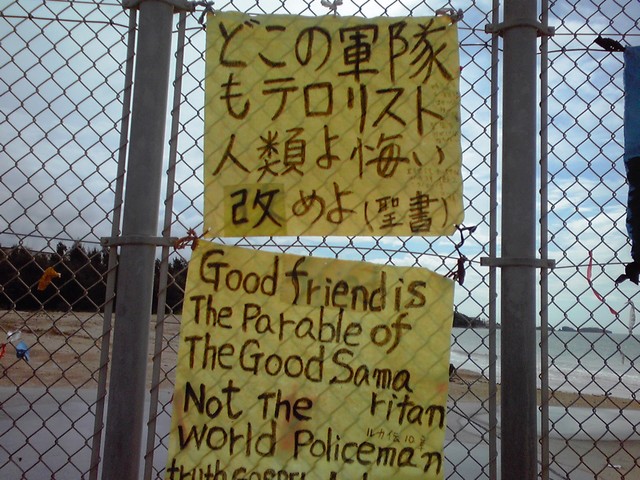 どこの軍隊
もテロリスト
人類よ悔い
改めよ(聖書)
Good friend is
The Parable of
The Good Sama
Not The ritan
ルカ伝10章
World Policeman
truth GOSPEL